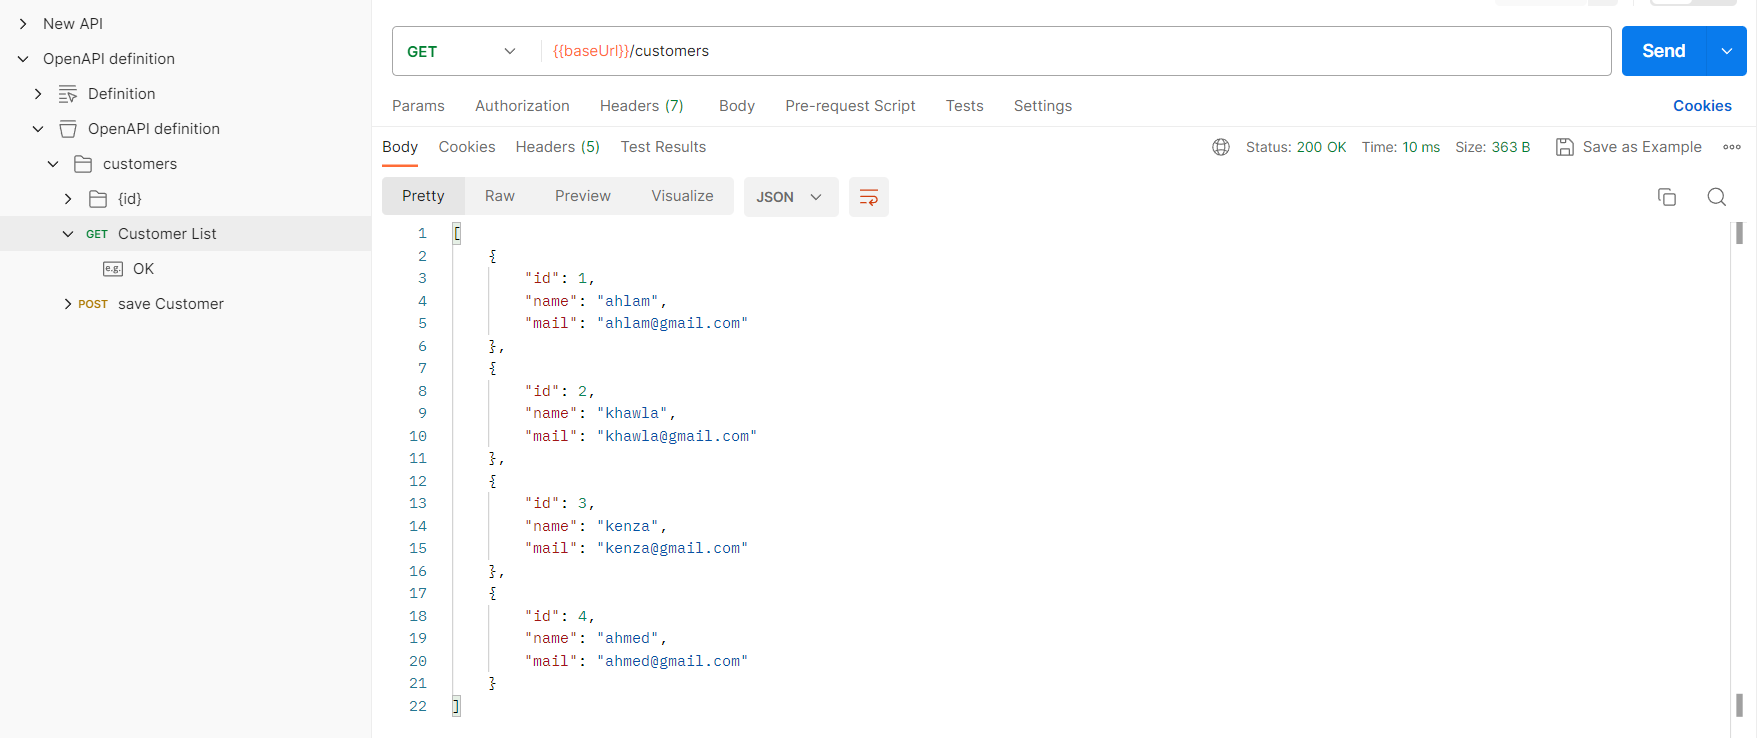 New API
OpenAPI definition
Definition
OpenAPI definition
customers
{id}
GET Customer List
e.g. OK
POST save Customer
GET {{baseUrl}}/customers Send
Params Authorization Headers (7) Body Pre-request Script Tests Settings Cookies
Body Cookies Headers (5) Test Results Status: 200 OK Time: 10 ms Size: 363 B Save as Example
Pretty Raw Preview Visualize JSON
1 [
2 {
3 "id": 1,
4 "name": "ahlam",
5 "mail": "ahlam@gmail.com"
6 },
7 {
8 "id": 2,
9 "name": "khawla",
10 "mail": "khawla@gmail.com"
11 },
12 {
13 "id": 3,
14 "name": "kenza",
15 "mail": "kenza@gmail.com"
16 },
17 {
18 "id": 4,
19 "name": "ahmed",
20 "mail": "ahmed@gmail.com"
21 }
22 ]